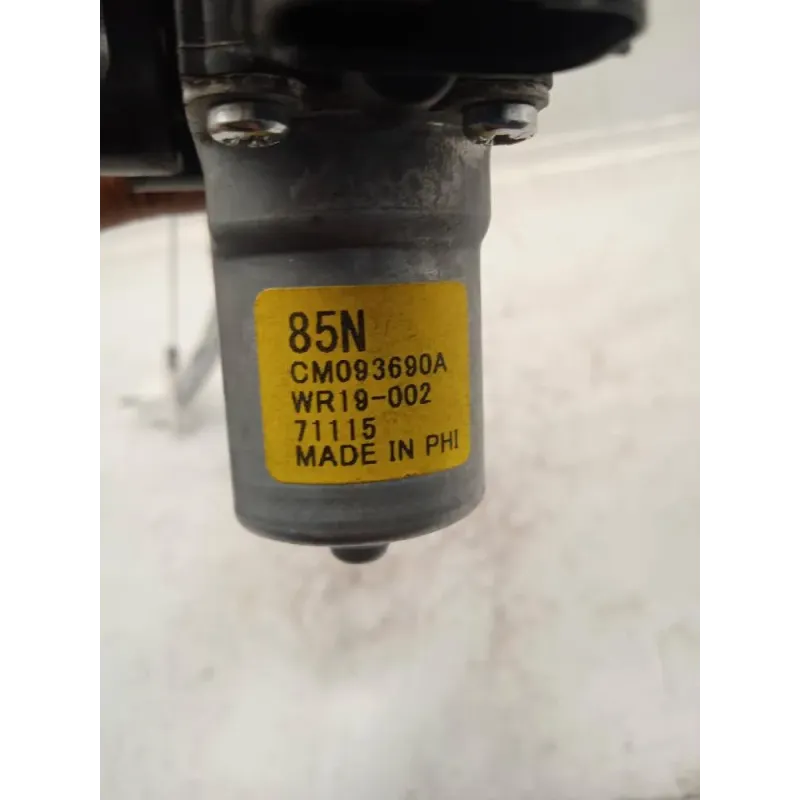 85N
CM093690A
WR19-002
71115
MADE IN PHI